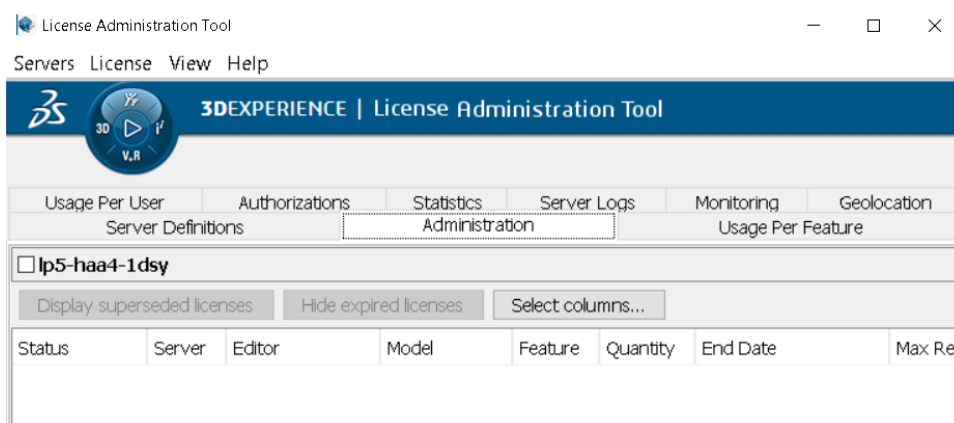 License Administration Tool
Servers License View Help
3DEXPERIENCE | License Administration Tool
3D
V.R
Usage Per User Authorizations Statistics Server Logs Monitoring Geolocation
Server Definitions Administration Usage Per Feature
lp5-haa4-1dsy
Display superseded licenses Hide expired licenses Select columns...
Status Server Editor Model Feature Quantity End Date Max Re